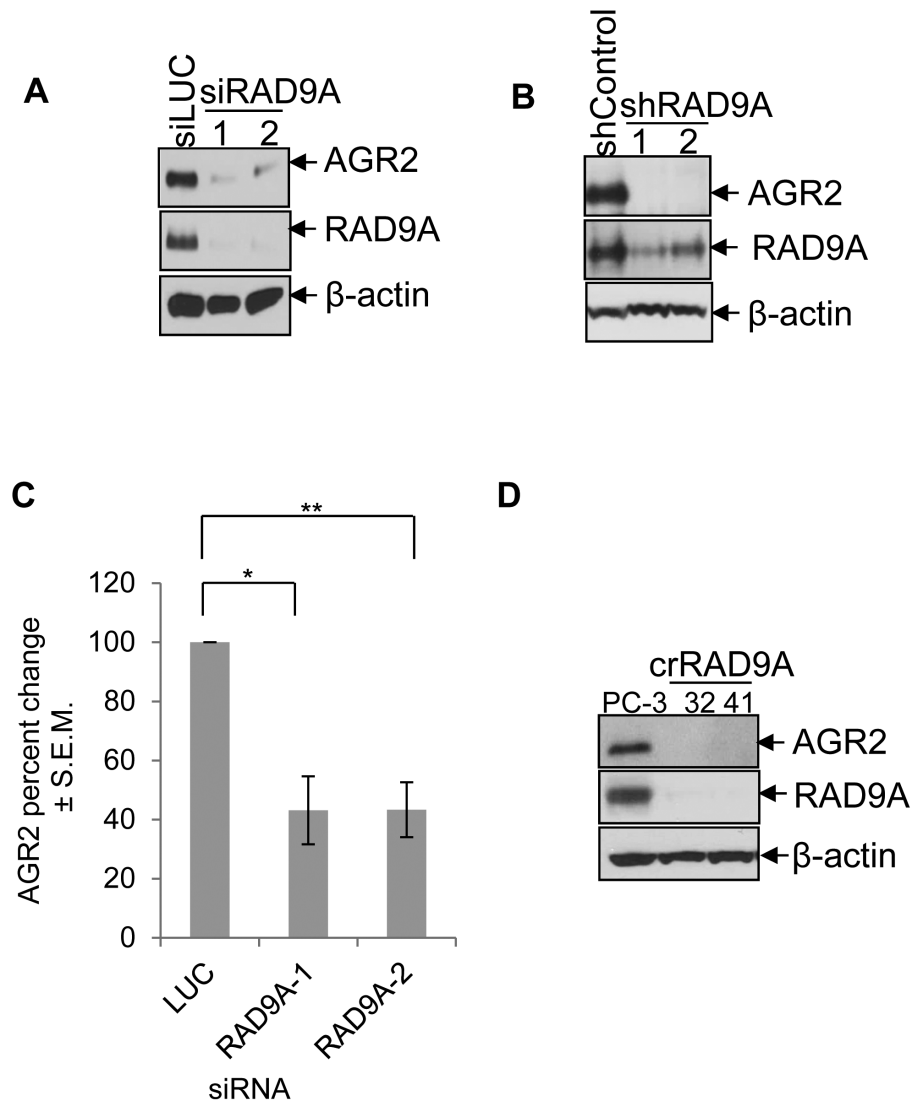 A
siLUC
siRAD9A
1 2
AGR2
RAD9A
β-actin
B
shControl
shRAD9A
1 2
AGR2
RAD9A
β-actin
C
**
*
AGR2 percent change
± S.E.M.
120
100
80
60
40
20
0
LUC
RAD9A-1
RAD9A-2
siRNA
D
crRAD9A
PC-3 32 41
AGR2
RAD9A
β-actin